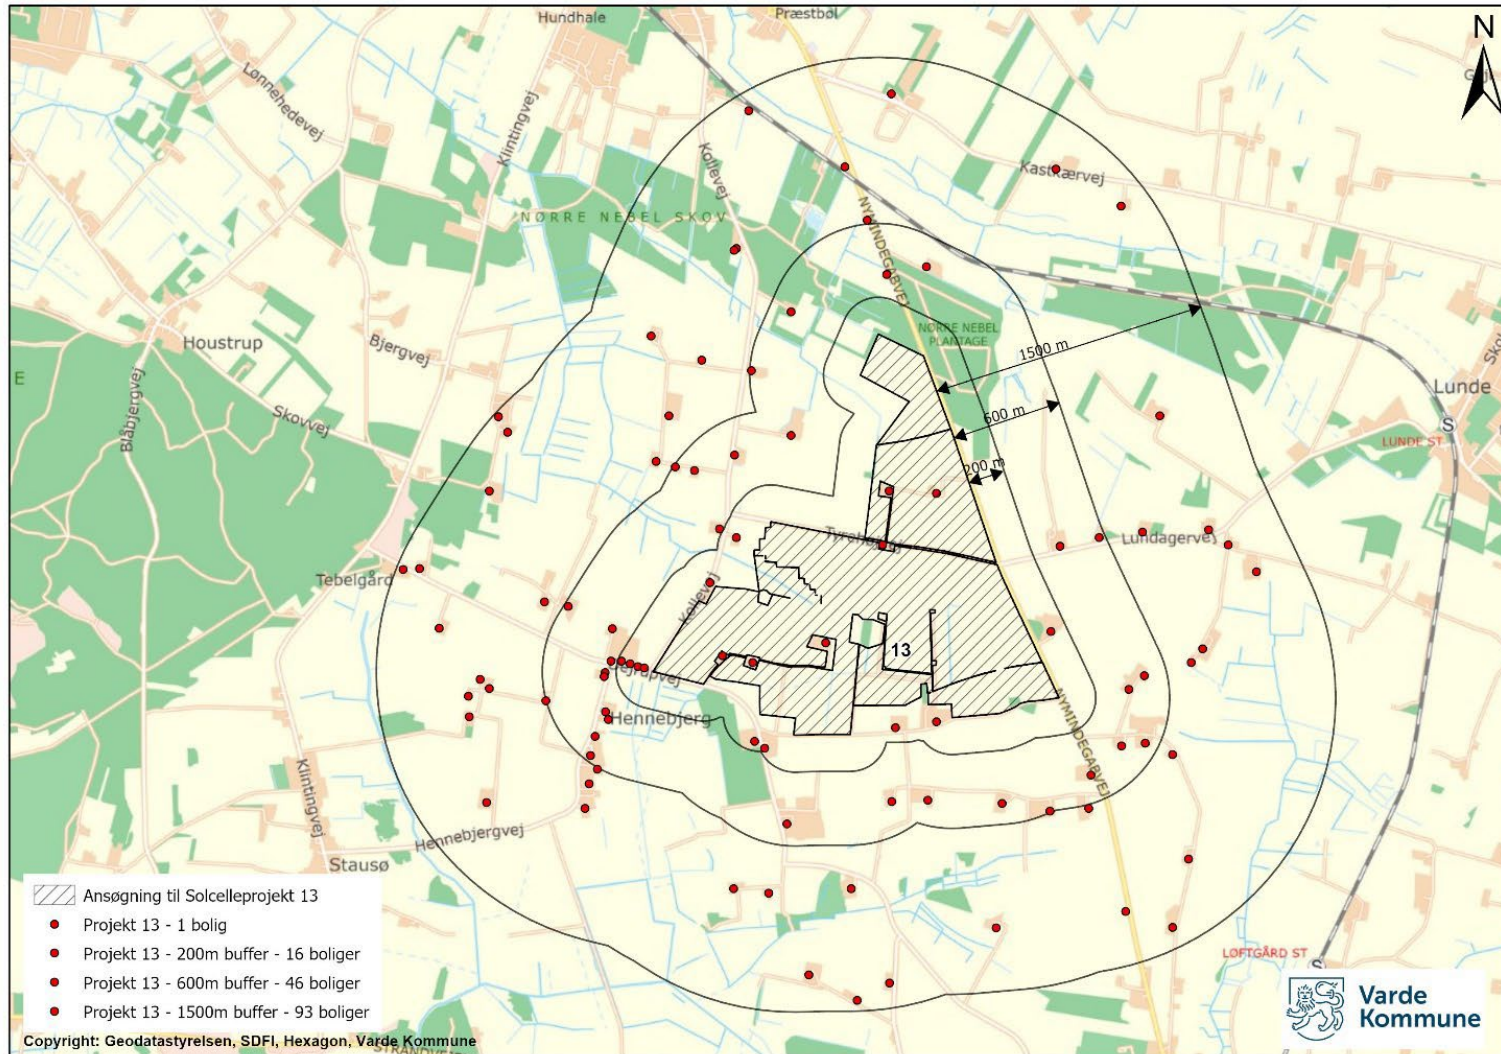 Hundhale
Præstbøl
N
Lønnehedevej
Klintingvej
Kollevej
Kastkærvej
NØRRE NEBEL SKOV
NYMINDEGABVEJ
NØRRE NEBEL
PLANTAGE
1500 m
Houstrup
Bjergvej
E
Lunde
Blåbjergvej
Skovvej
600 m
S
LUNDE ST
200 m
Lundagervej
Tebelgård
Kollevej
13
Hennebjerg
NYMINDEGABVEJ
Klintingvej
Hennebjergvej
Stausø
Ansøgning til Solcelleprojekt 13
Projekt 13 - 1 bolig
Projekt 13 - 200m buffer - 16 boliger
Projekt 13 - 600m buffer - 46 boliger
Projekt 13 - 1500m buffer - 93 boliger
LØFTGÅRD ST
S
Varde
Kommune
Copyright: Geodatastyrelsen, SDFI, Hexagon, Varde Kommune